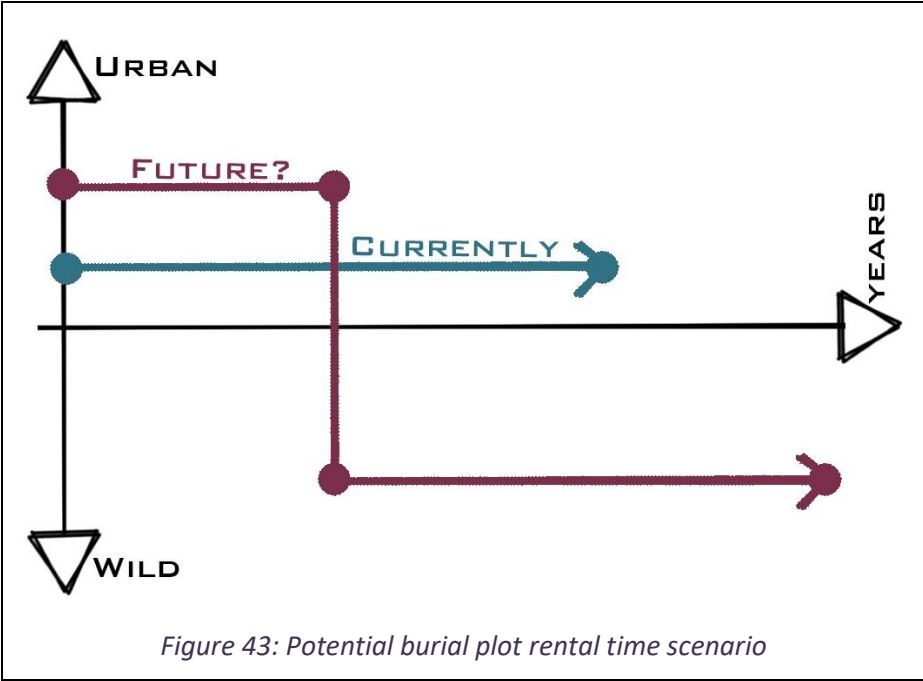 URBAN
FUTURE?
CURRENTLY
YEARS
WILD
Figure 43: Potential burial plot rental time scenario